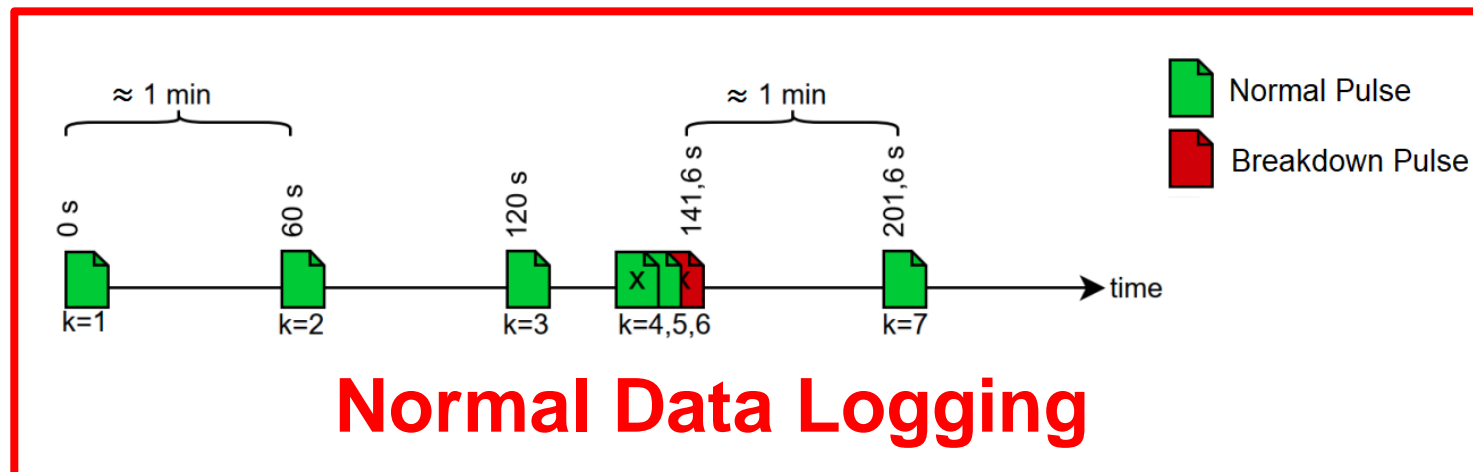 ≈ 1 min
≈ 1 min
Normal Pulse
Breakdown Pulse
0 s
60 s
120 s
141,6 s
201,6 s
X
time
k=1
k=2
k=3
k=4,5,6
k=7
Normal Data Logging